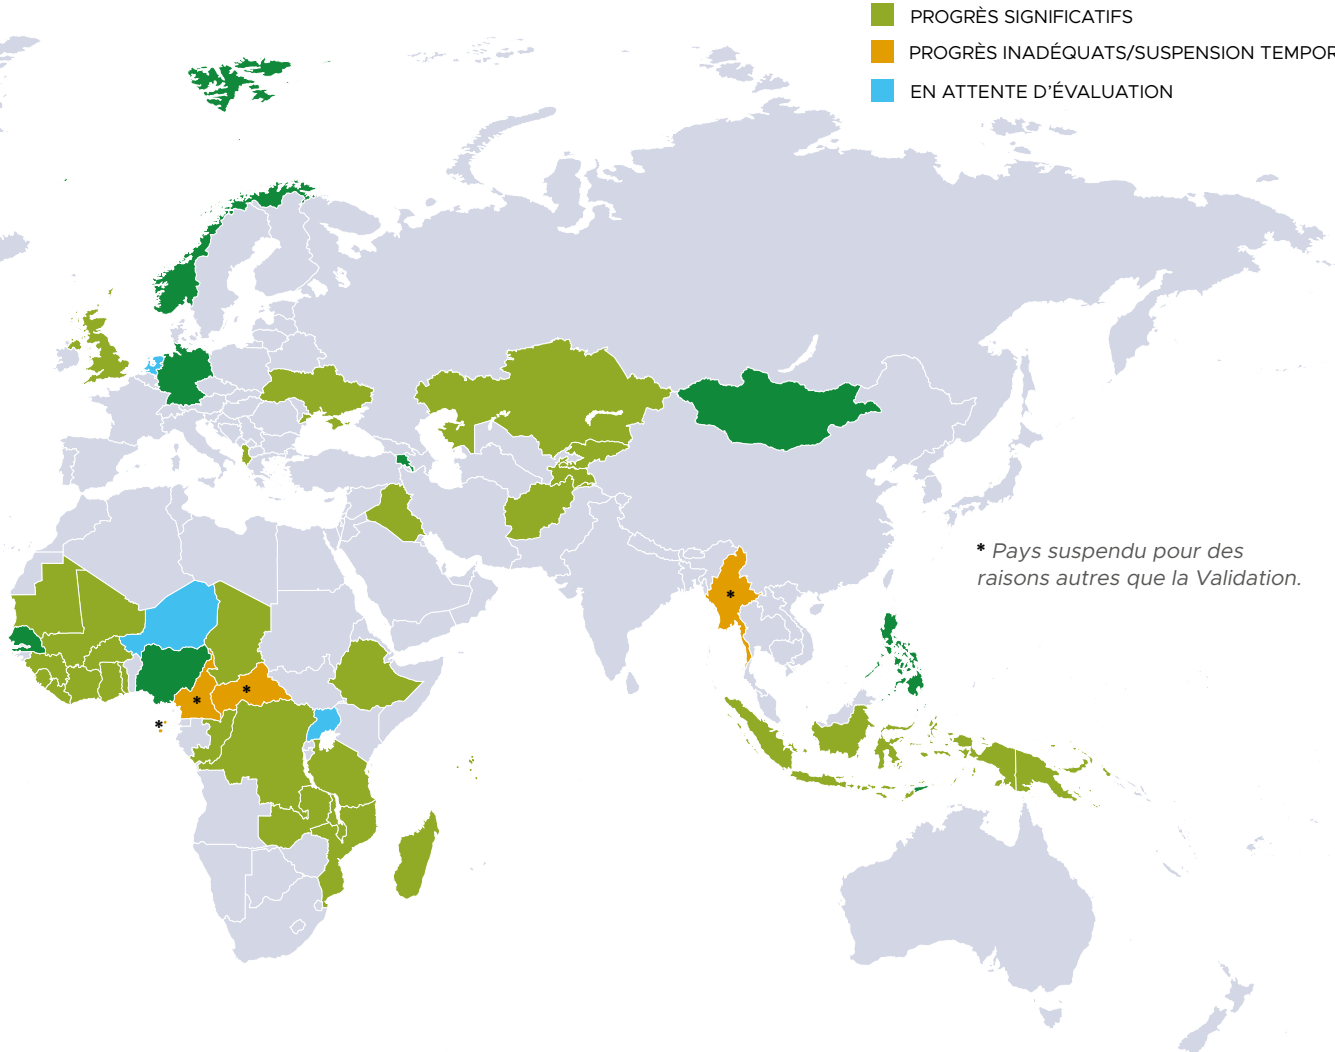 PROGRÈS SIGNIFICATIFS
PROGRÈS INADÉQUATS/SUSPENSION TEMPOR
EN ATTENTE D'ÉVALUATION
* Pays suspendu pour des
raisons autres que la Validation.
*
*
*
*